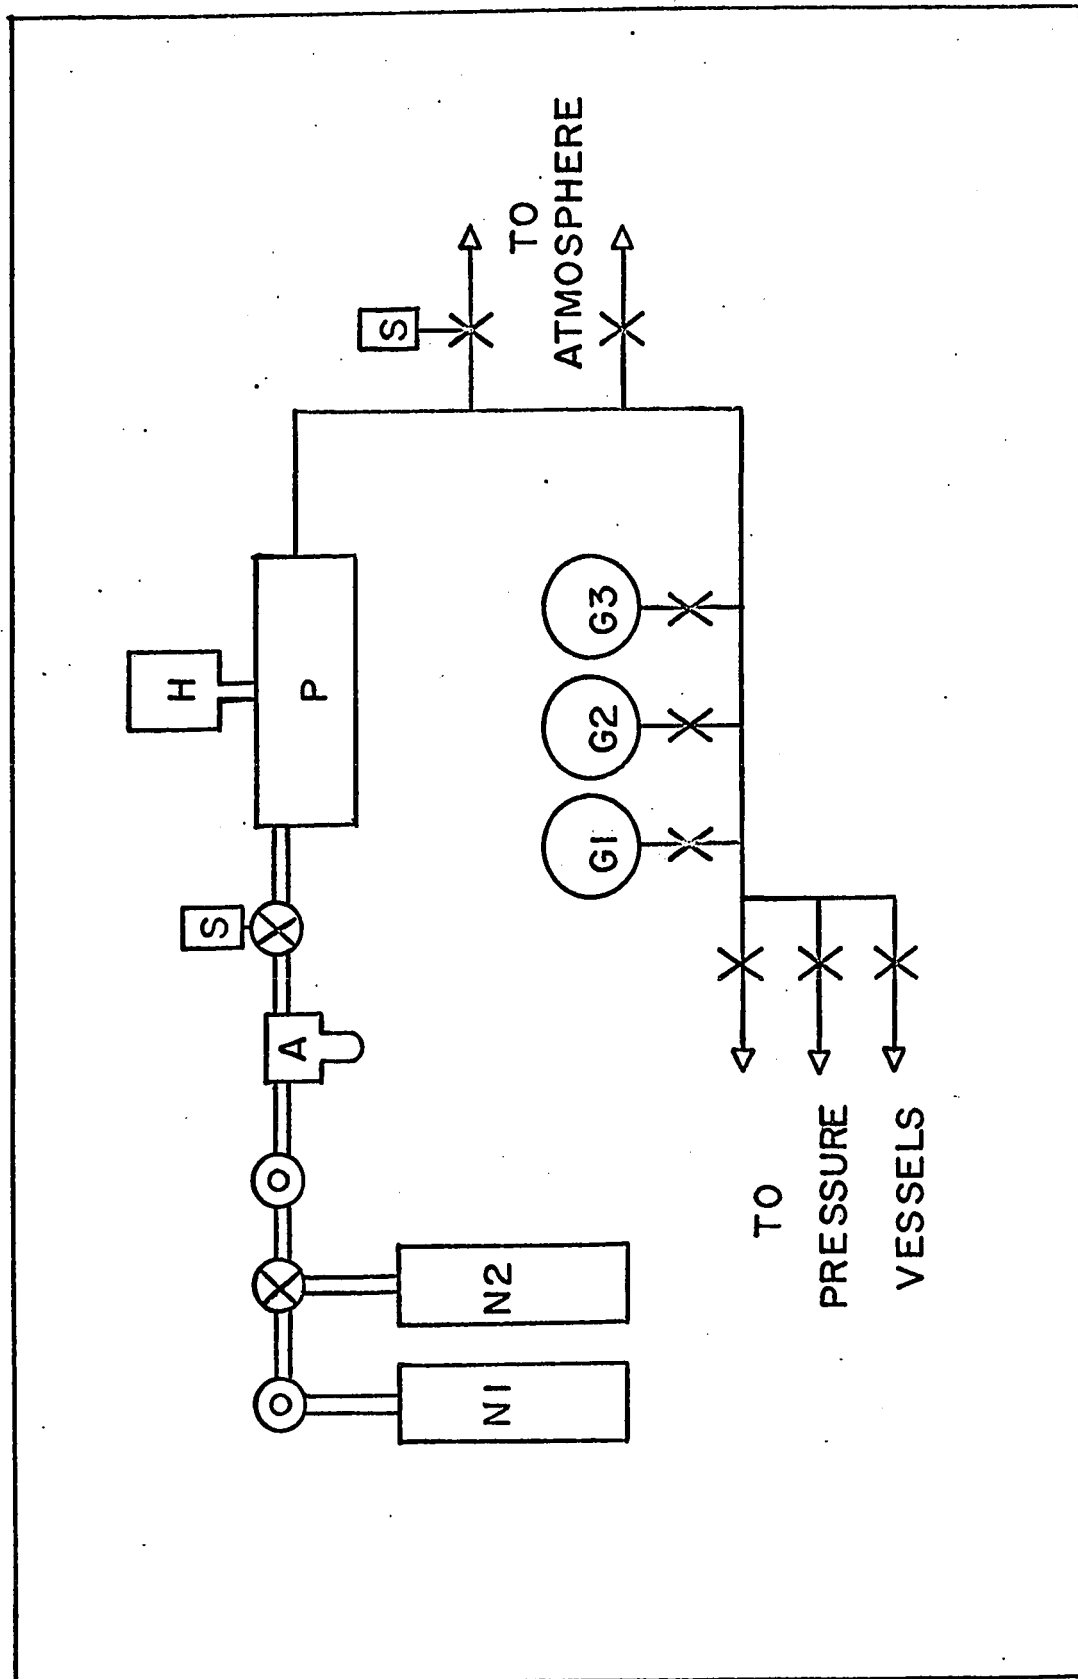 H
S
A
P
S
TO
ATMOSPHERE
N1
N2
G1
G2
G3
TO
PRESSURE
VESSELS